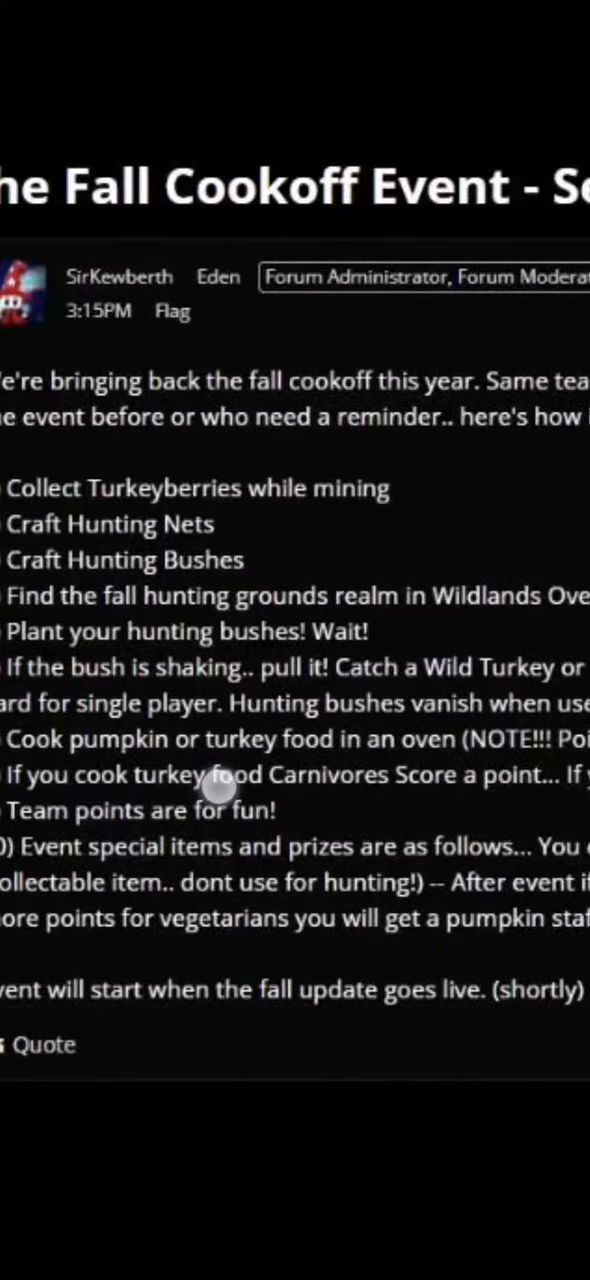 he Fall Cookoff Event - Se
SirKewberth Eden Forum Administrator, Forum Moderat
3:15PM Flag
e're bringing back the fall cookoff this year. Same tea
e event before or who need a reminder.. here's how
) Collect Turkeyberries while mining
) Craft Hunting Nets
) Craft Hunting Bushes
) Find the fall hunting grounds realm in Wildlands Ove
) Plant your hunting bushes! Wait!
) If the bush is shaking.. pull it! Catch a Wild Turkey or
ard for single player. Hunting bushes vanish when use
) Cook pumpkin or turkey food in an oven (NOTE!!! Poi
) If you cook turkey food Carnivores Score a point... If y
) Team points are for fun!
0) Event special items and prizes are as follows... You
ollectable item.. dont use for hunting!) -- After event if
ore points for vegetarians you will get a pumpkin staf
vent will start when the fall update goes live. (shortly)
Quote